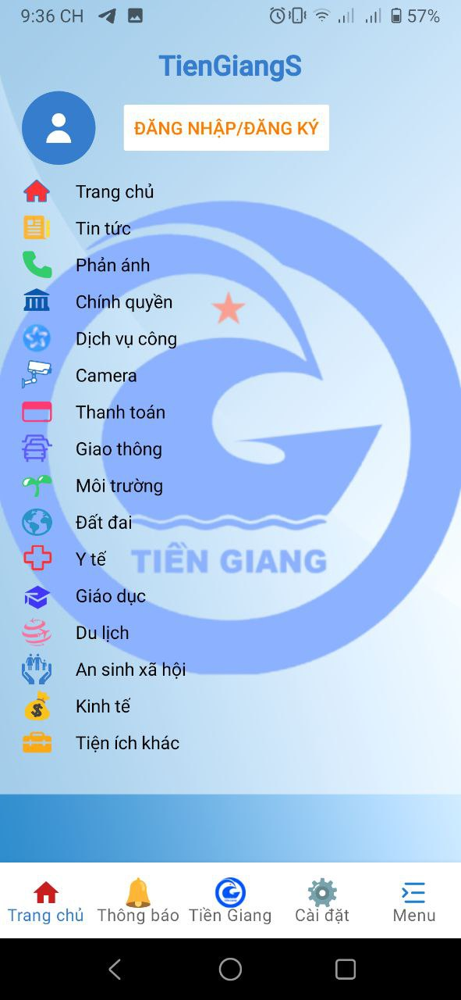 9:36 CH 57%
TienGiangS
ĐĂNG NHẬP/ĐĂNG KÝ
Trang chủ
Tin tức
Phản ánh
Chính quyền
Dịch vụ công
Camera
Thanh toán
Giao thông
Môi trường
Đất đai
Y tế
TIỀN GIANG
Giáo dục
Du lịch
An sinh xã hội
Kinh tế
Tiện ích khác
Trang chủ Thông báo Tiền Giang Cài đặt Menu